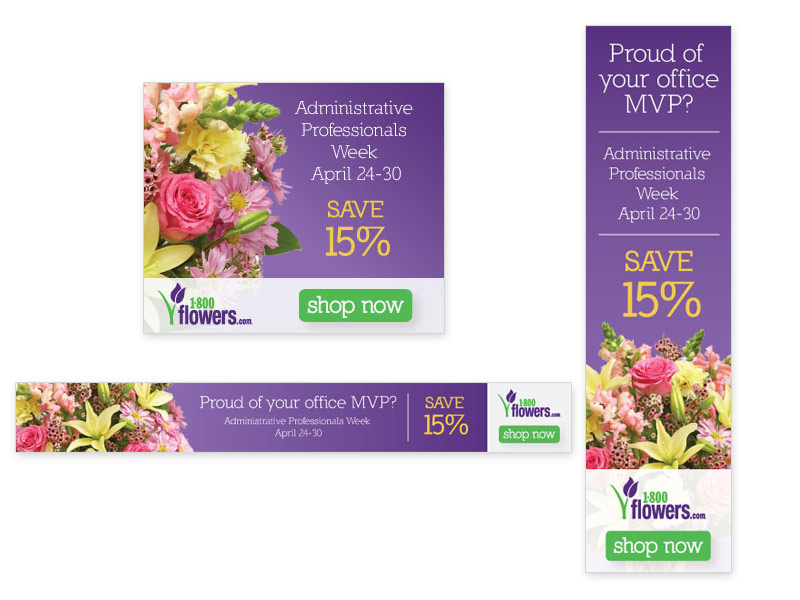 Administrative
Professionals
Week
April 24-30
SAVE
15%
1·800
flowers.com
shop now
Proud of your office MVP?
Administrative Professionals Week
April 24-30
SAVE
15%
1·800
flowers.com
shop now
Proud of
your office
MVP?
Administrative
Professionals
Week
April 24-30
SAVE
15%
1·800
flowers.com
shop now